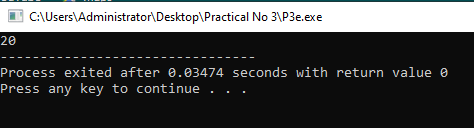 C:\Users\Administrator\Desktop\Practical No 3\P3e.exe
20
--------------------------------
Process exited after 0.03474 seconds with return value 0
Press any key to continue . . .